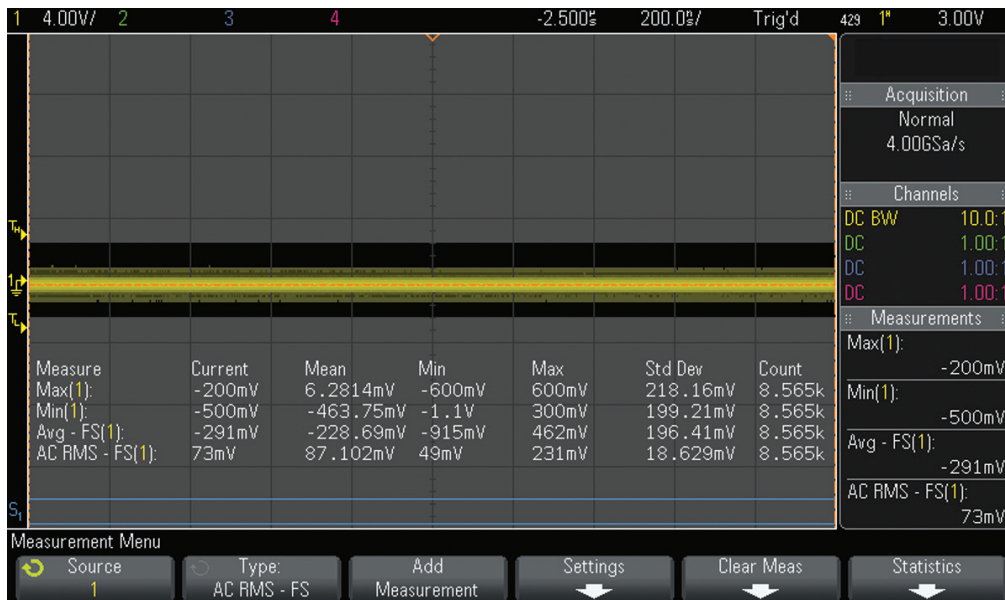 1 4.00V/ 2 3 4 -2.500s 200.0s/ Trig'd 429 1 3.00V
Acquisition
Normal
4.00GSa/s
Channels
DC BW 10.0:1
DC 1.00:1
DC 1.00:1
DC 1.00:1
Measurements
Max(1):
-200mV
Min(1):
-500mV
Avg - FS(1):
-291mV
AC RMS - FS(1):
73mV
TH
1
TL
Measure Current Mean Min Max Std Dev Count
Max(1): -200mV 6.2814mV -600mV 600mV 218.16mV 8.565k
Min(1): -500mV -463.75mV -1.1V 300mV 199.21mV 8.565k
Avg - FS(1): -291mV -228.69mV -915mV 462mV 196.41mV 8.565k
AC RMS - FS(1): 73mV 87.102mV 49mV 231mV 18.629mV 8.565k
S1
Measurement Menu
Source
1
Type:
AC RMS - FS
Add
Measurement
Settings
Clear Meas
Statistics